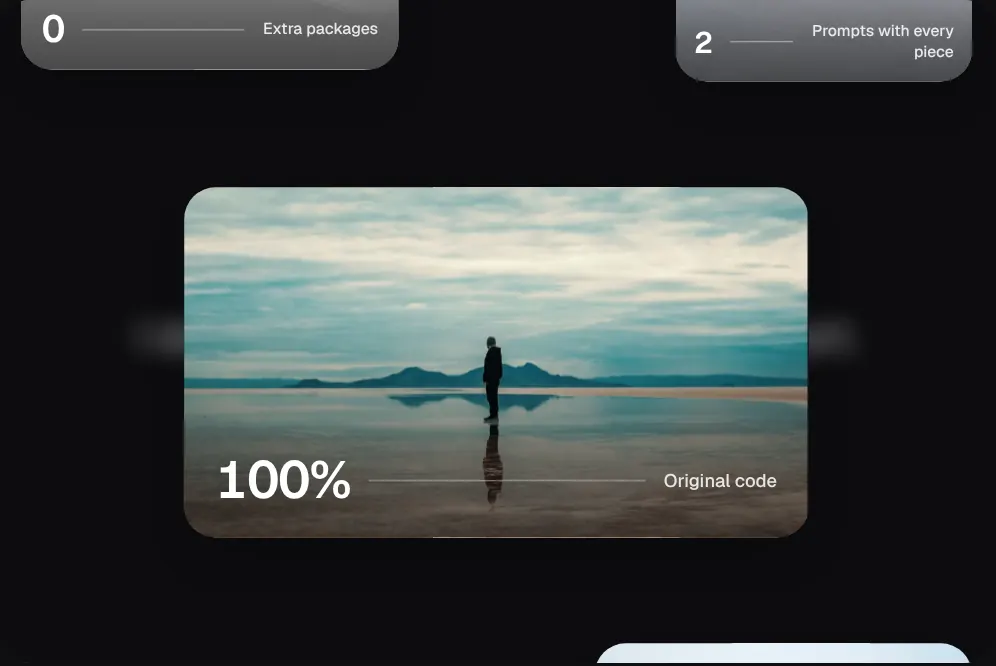 0
Extra packages
2
Prompts with every
piece
100%
Original code